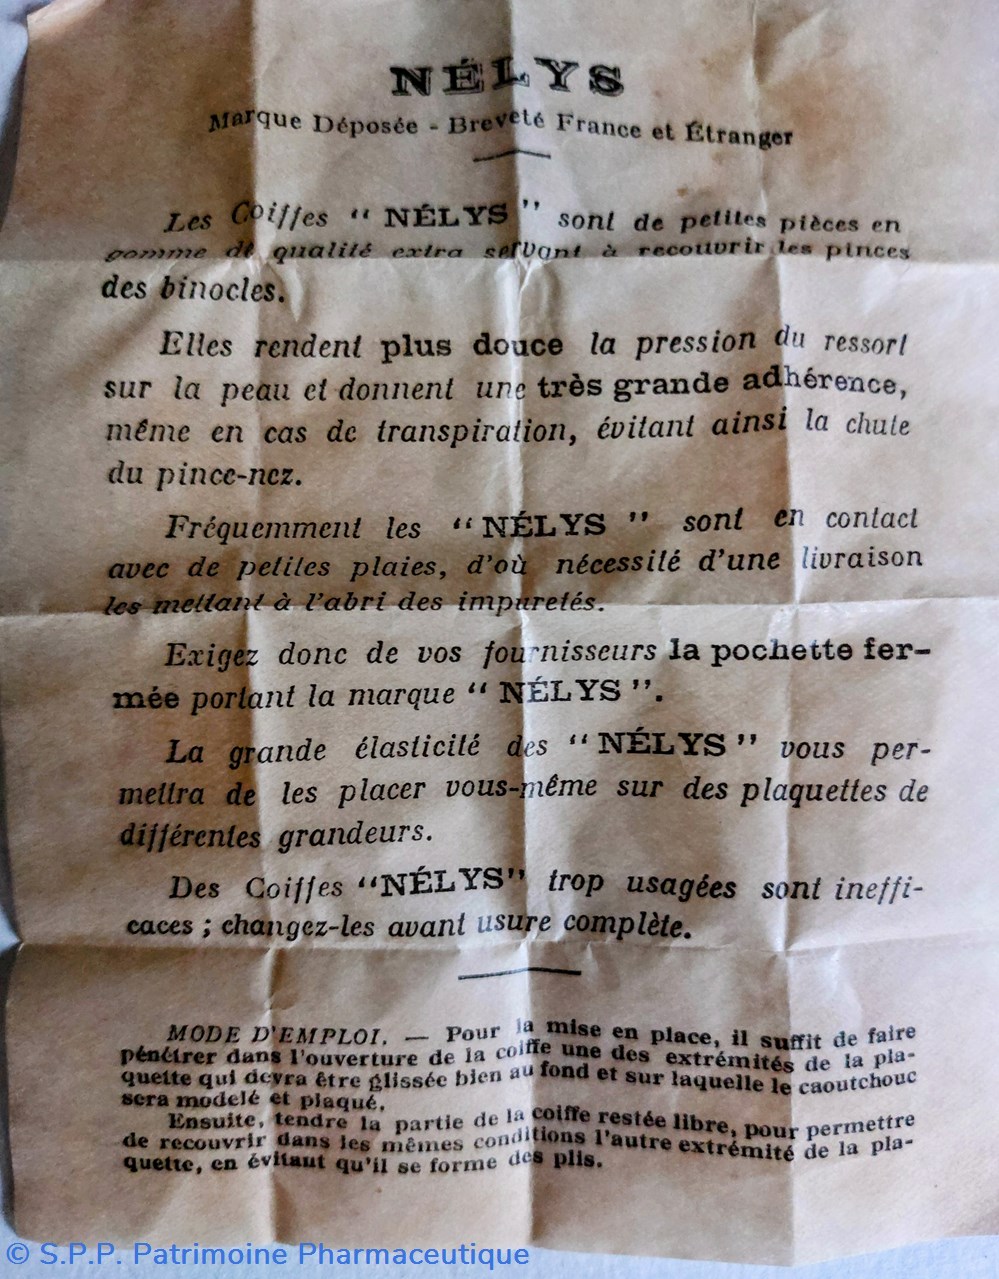 NÉLYS
Marque Déposée - Breveté France et Étranger
Les Coiffes “ NÉLYS ” sont de petites pièces en
gomme de qualité extra servant à recouvrir les pinces
des binocles.
Elles rendent plus douce la pression du ressort
sur la peau et donnent une très grande adhérence,
même en cas de transpiration, évitant ainsi la chute
du pince-nez.
Fréquemment les “ NÉLYS ” sont en contact
avec de petites plaies, d’où nécessité d’une livraison
les mettant à l’abri des impuretés.
Exigez donc de vos fournisseurs la pochette fer-
mée portant la marque “ NÉLYS ”.
La grande élasticité des “ NÉLYS ” vous per-
mettra de les placer vous-même sur des plaquettes de
différentes grandeurs.
Des Coiffes “NÉLYS” trop usagées sont ineffi-
caces ; changez-les avant usure complète.
MODE D'EMPLOI. — Pour la mise en place, il suffit de faire
pénétrer dans l’ouverture de la coiffe une des extrémités de la pla-
quette qui devra être glissée bien au fond et sur laquelle le caoutchouc
sera modelé et plaqué.
Ensuite, tendre la partie de la coiffe restée libre, pour permettre
de recouvrir dans les mêmes conditions l’autre extrémité de la pla-
quette, en évitant qu’il se forme des plis.
© S.P.P. Patrimoine Pharmaceutique